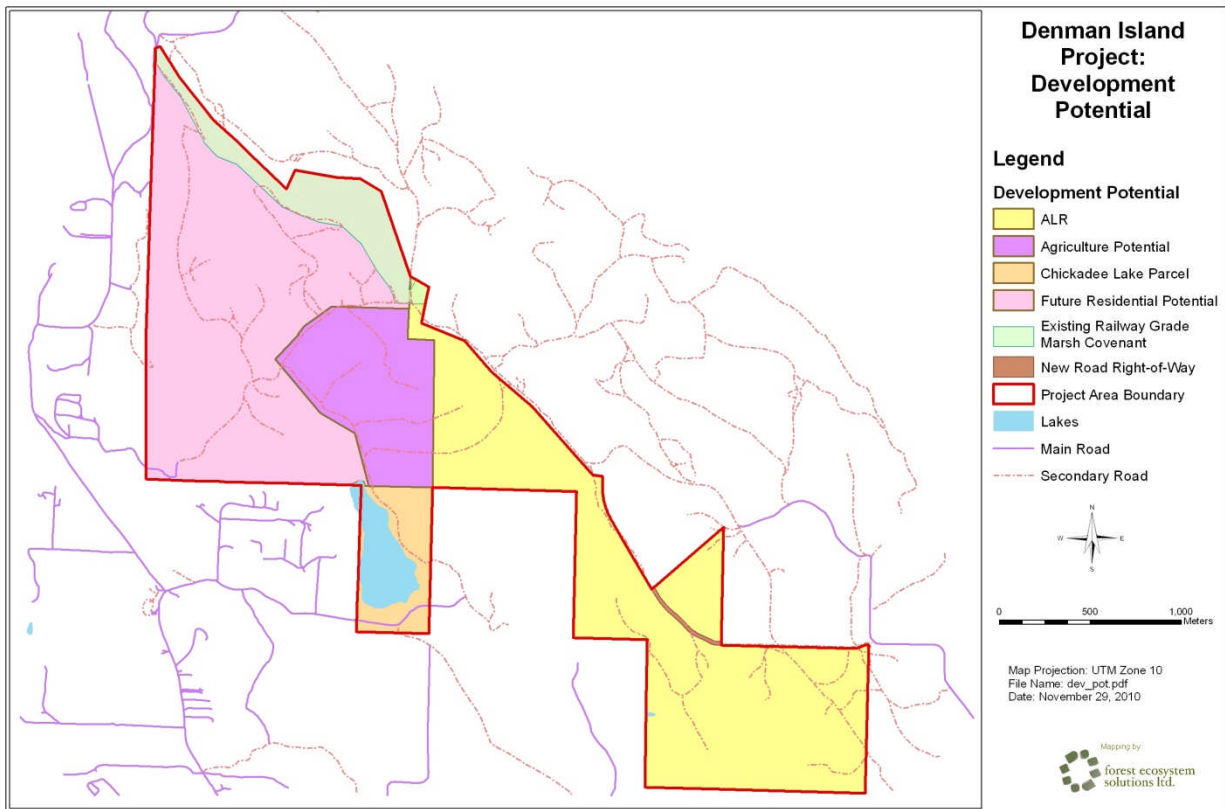 Denman Island
Project:
Development
Potential
Legend
Development Potential
ALR
Agriculture Potential
Chickadee Lake Parcel
Future Residential Potential
Existing Railway Grade
Marsh Covenant
New Road Right-of-Way
Project Area Boundary
Lakes
Main Road
Secondary Road
N
W E
S
0 500 1,000
Meters
Map Projection: UTM Zone 10
File Name: dev_pot.pdf
Date: November 29, 2010
Mapping by:
forest ecosystem
solutions ltd.